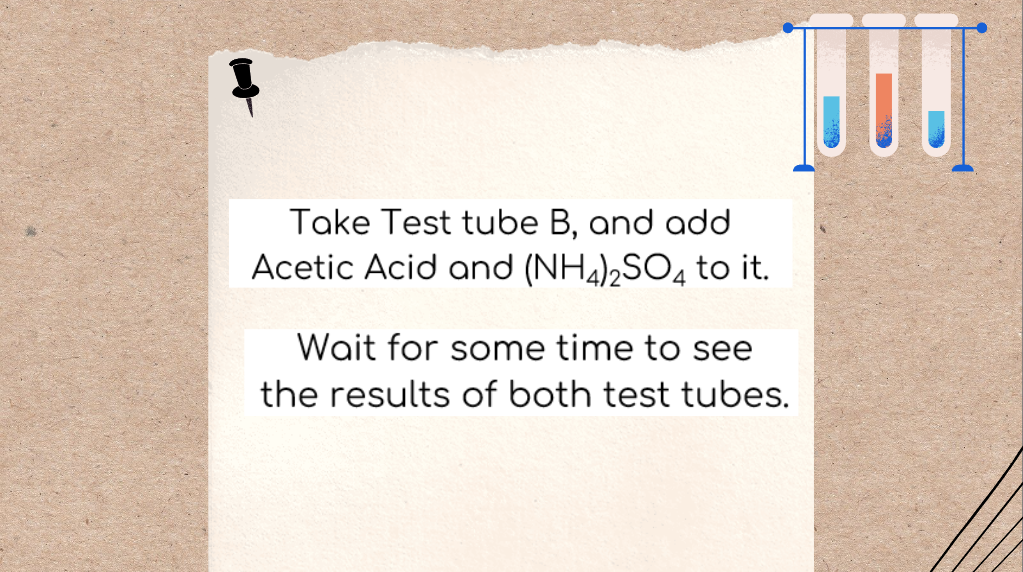 Take Test tube B, and add
Acetic Acid and (NH₄)₂SO₄ to it.
Wait for some time to see
the results of both test tubes.